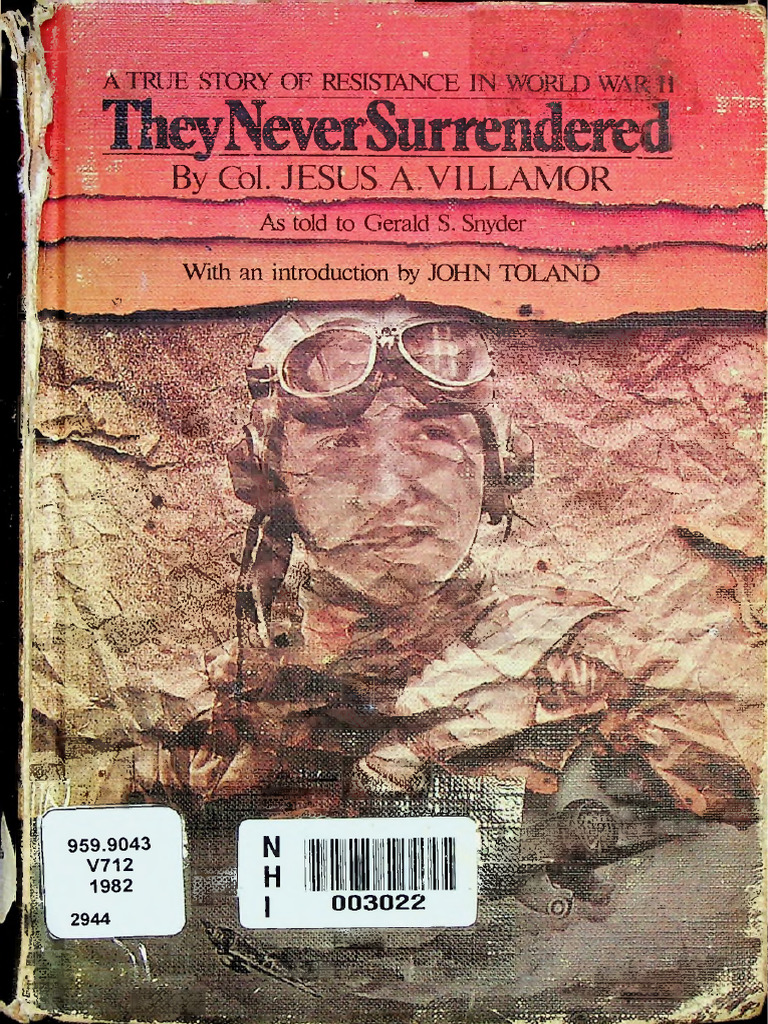 A TRUE STORY OF RESISTANCE IN WORLD WAR II
They Never Surrendered
By Col. JESUS A. VILLAMOR
As told to Gerald S. Snyder
With an introduction by JOHN TOLAND
959.9043
V712
1982
2944
N
H
I
003022